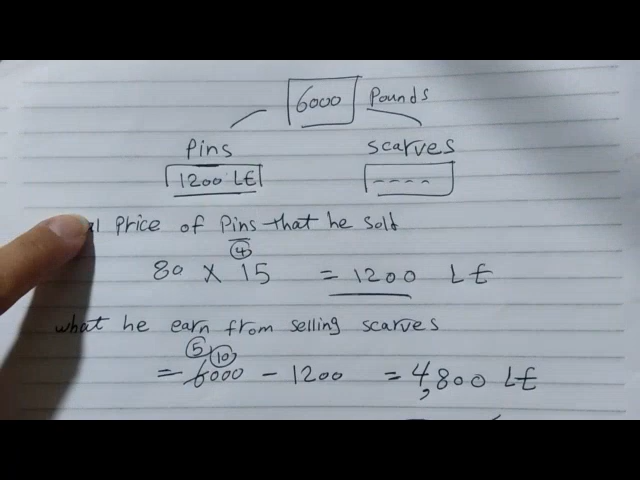 6000 Pounds
Pins scarves
1200 LE ----
Price of Pins that he sold
4
80 × 15 = 1200 LE
what he earn from selling scarves
5 10
= 6000 - 1200 = 4,800 LE